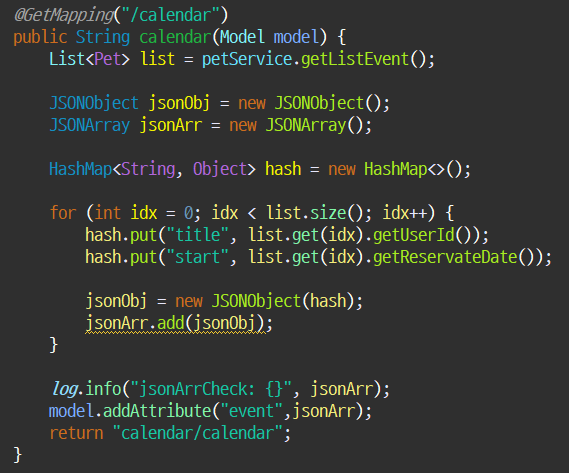 @GetMapping("/calendar")
public String calendar(Model model) {
    List<Pet> list = petService.getListEvent();

    JSONObject jsonObj = new JSONObject();
    JSONArray jsonArr = new JSONArray();

    HashMap<String, Object> hash = new HashMap<>();

    for (int idx = 0; idx < list.size(); idx++) {
        hash.put("title", list.get(idx).getUserId());
        hash.put("start", list.get(idx).getReservateDate());

        jsonObj = new JSONObject(hash);
        jsonArr.add(jsonObj);
    }

    log.info("jsonArrCheck: {}", jsonArr);
    model.addAttribute("event",jsonArr);
    return "calendar/calendar";
}